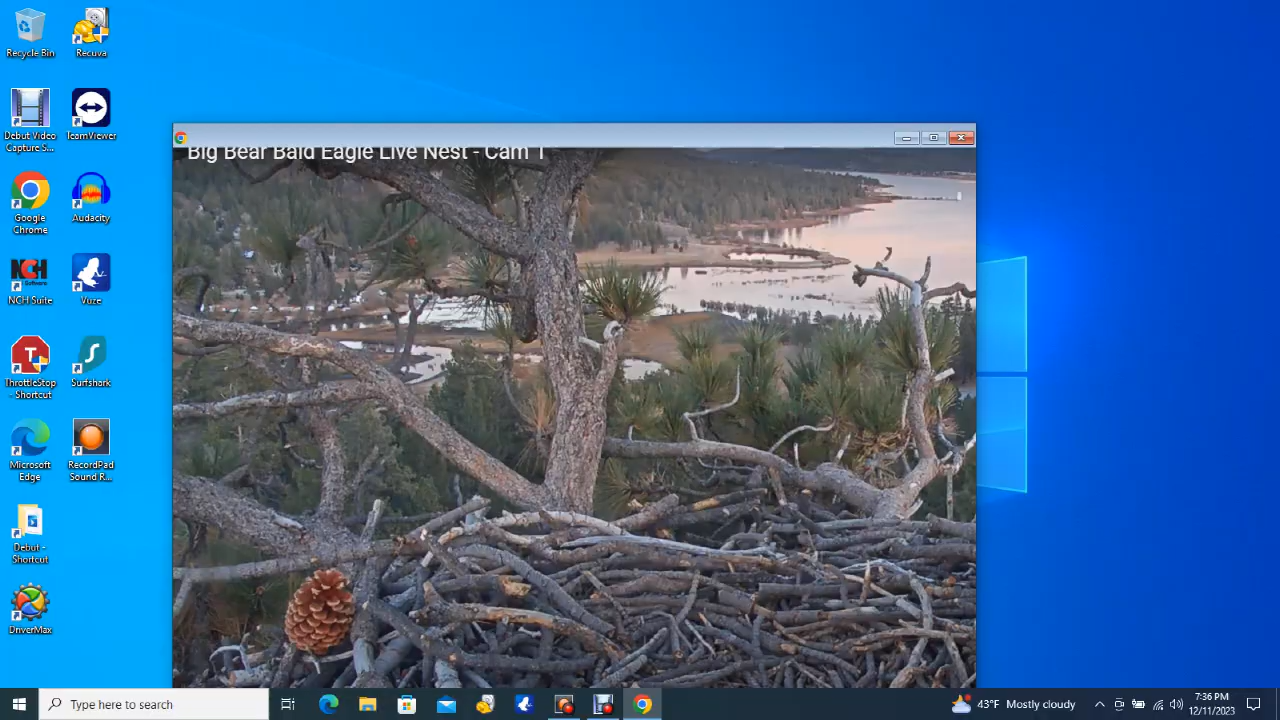 Recycle Bin
Recuva
Debut Video
Capture S...
TeamViewer
Google
Chrome
Audacity
NCH
Software
NCH Suite
Vuze
T
ThrottleStop
- Shortcut
Surfshark
Microsoft
Edge
RecordPad
Sound R...
Debut -
Shortcut
DriverMax
Big Bear Bald Eagle Live Nest - Cam 1
Type here to search
43°F Mostly cloudy
7:36 PM
12/11/2023